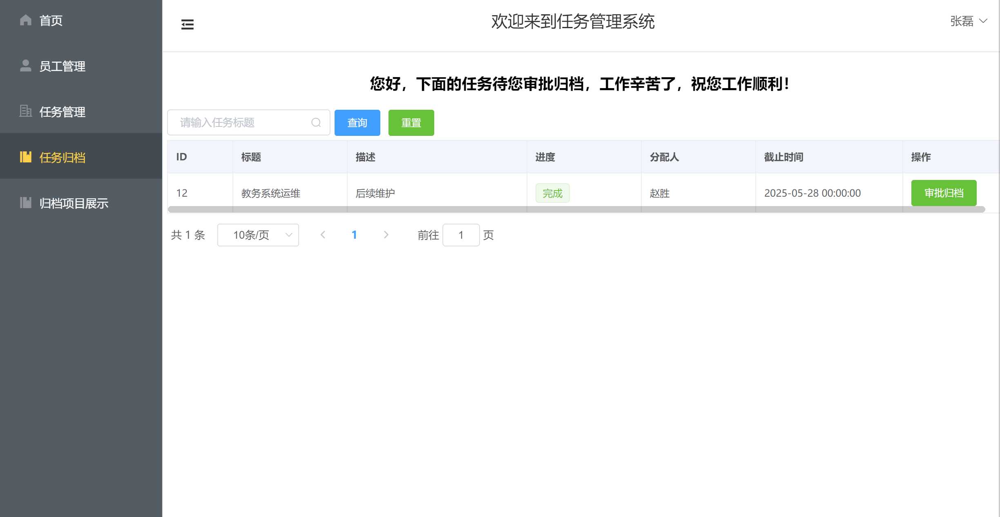 首页
员工管理
任务管理
任务归档
归档项目展示
欢迎来到任务管理系统
张磊
您好，下面的任务待您审批归档，工作辛苦了，祝您工作顺利！
请输入任务标题 查询 重置
ID 标题 描述 进度 分配人 截止时间 操作
12 教务系统运维 后续维护 完成 赵胜 2025-05-28 00:00:00 审批归档
共 1 条 10条/页 1 前往 1 页